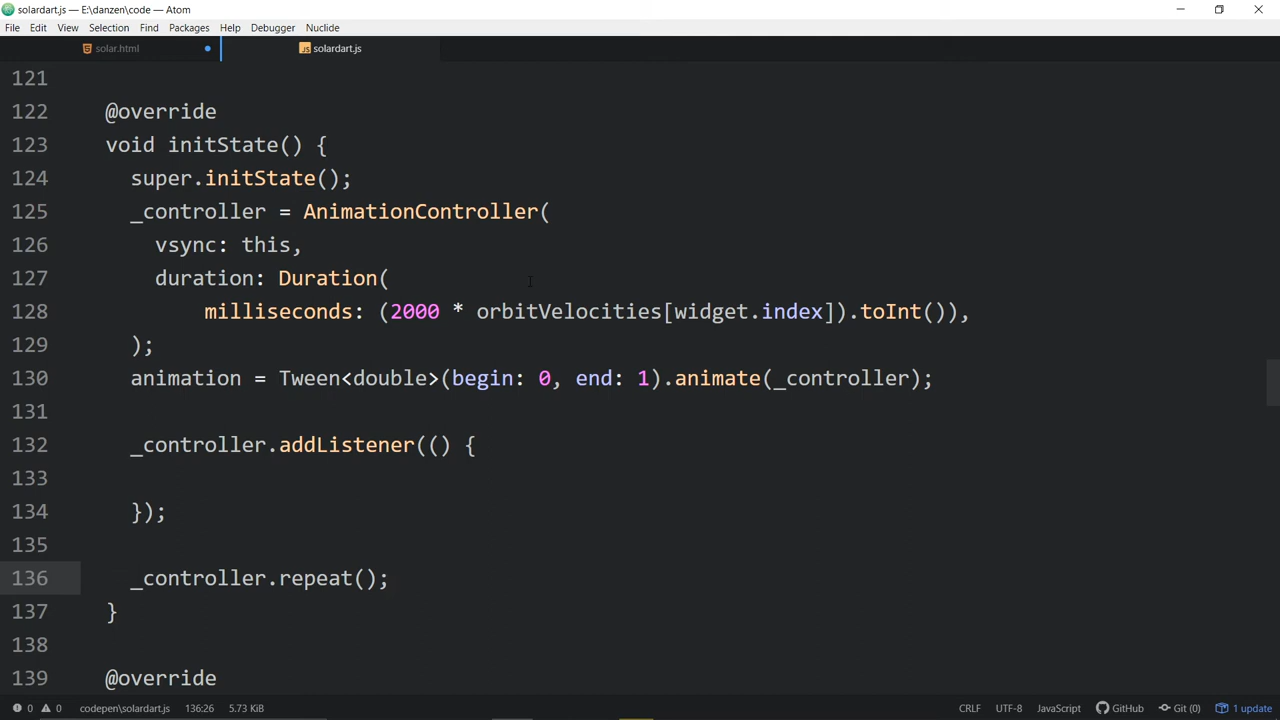 solardart.js — E:\danzen\code — Atom
File Edit View Selection Find Packages Help Debugger Nuclide
solar.html JS solardart.js
121
122 @override
123 void initState() {
124 super.initState();
125 _controller = AnimationController(
126 vsync: this,
127 duration: Duration(
128 milliseconds: (2000 * orbitVelocities[widget.index]).toInt()),
129 );
130 animation = Tween<double>(begin: 0, end: 1).animate(_controller);
131
132 _controller.addListener(() {
133
134 });
135
136 _controller.repeat();
137 }
138
139 @override
0 0 codepen\solardart.js 136:26 5.73 KiB CRLF UTF-8 JavaScript GitHub Git (0) 1 update